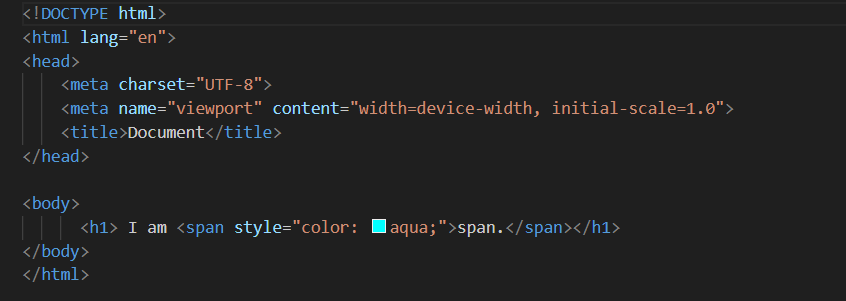 <!DOCTYPE html>
<html lang="en">
<head>
    <meta charset="UTF-8">
    <meta name="viewport" content="width=device-width, initial-scale=1.0">
    <title>Document</title>
</head>

<body>
      <h1> I am <span style="color: aqua;">span.</span></h1>
</body>
</html>